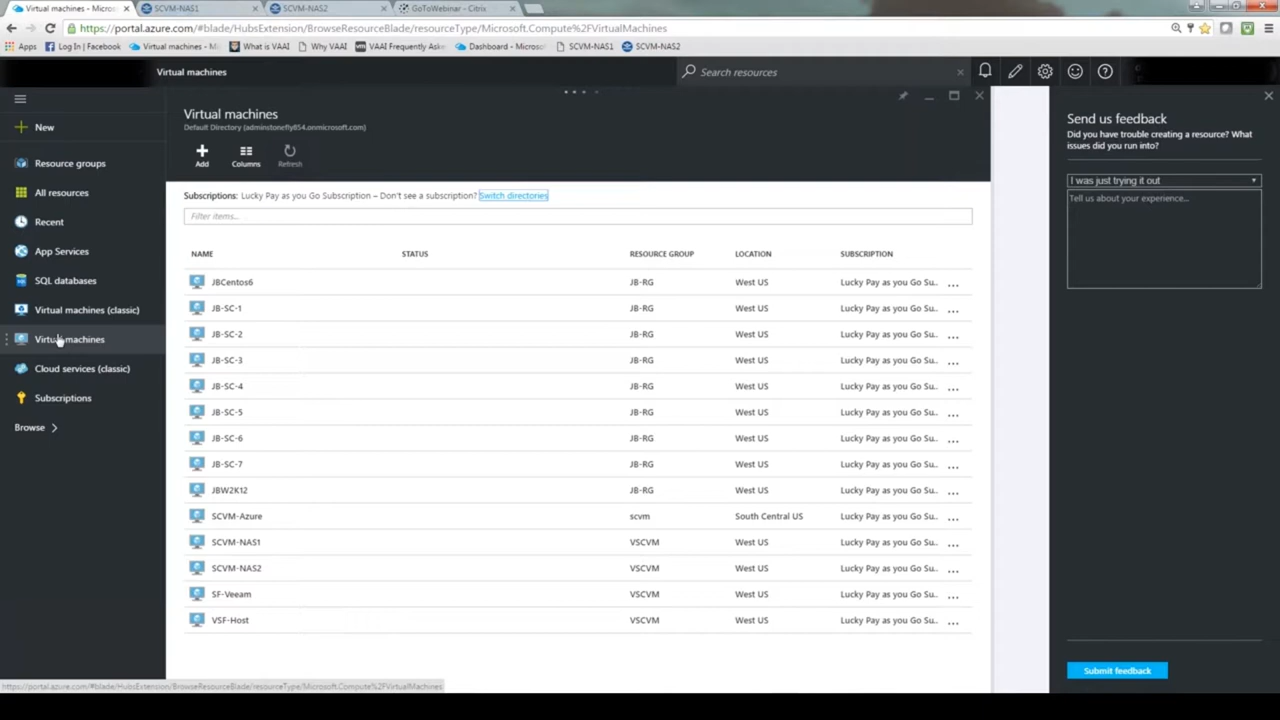 Virtual machines - Micros
SCVM-NAS1
SCVM-NAS2
GoToWebinar - Citrix
https://portal.azure.com/#blade/HubsExtension/BrowseResourceBlade/resourceType/Microsoft.Compute%2FVirtualMachines
Apps
Log In | Facebook
Virtual machines - Mi
What is VAAI
Why VAAI
VAAI Frequently Aske
Dashboard - Microso
SCVM-NAS1
SCVM-NAS2
Virtual machines
Search resources
New
Resource groups
All resources
Recent
App Services
SQL databases
Virtual machines (classic)
Virtual machines
Cloud services (classic)
Subscriptions
Browse
Virtual machines
Default Directory (adminstonefly854.onmicrosoft.com)
Add
Columns
Refresh
Subscriptions: Lucky Pay as you Go Subscription – Don't see a subscription? Switch directories
Filter items...
NAME STATUS RESOURCE GROUP LOCATION SUBSCRIPTION
JBCentos6 JB-RG West US Lucky Pay as you Go Su.. ...
JB-SC-1 JB-RG West US Lucky Pay as you Go Su.. ...
JB-SC-2 JB-RG West US Lucky Pay as you Go Su.. ...
JB-SC-3 JB-RG West US Lucky Pay as you Go Su.. ...
JB-SC-4 JB-RG West US Lucky Pay as you Go Su.. ...
JB-SC-5 JB-RG West US Lucky Pay as you Go Su.. ...
JB-SC-6 JB-RG West US Lucky Pay as you Go Su.. ...
JB-SC-7 JB-RG West US Lucky Pay as you Go Su.. ...
JBW2K12 JB-RG West US Lucky Pay as you Go Su.. ...
SCVM-Azure scvm South Central US Lucky Pay as you Go Su.. ...
SCVM-NAS1 VSCVM West US Lucky Pay as you Go Su.. ...
SCVM-NAS2 VSCVM West US Lucky Pay as you Go Su.. ...
SF-Veeam VSCVM West US Lucky Pay as you Go Su.. ...
VSF-Host VSCVM West US Lucky Pay as you Go Su.. ...
Send us feedback
Did you have trouble creating a resource? What
issues did you run into?
I was just trying it out
Tell us about your experience...
Submit feedback
https://portal.azure.com/#blade/HubsExtension/BrowseResourceBlade/resourceType/Microsoft.Compute%2FVirtualMachines